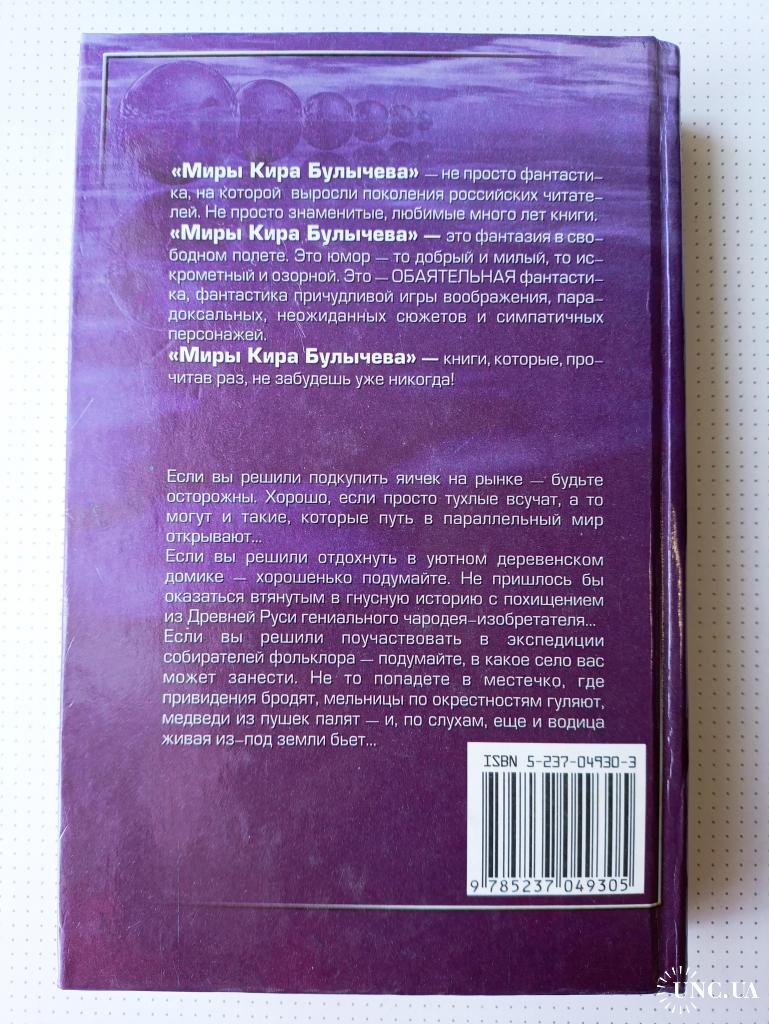 «Миры Кира Булычева» — не просто фантасти-
ка, на которой выросли поколения российских читате-
лей. Не просто знаменитые, любимые много лет книги.
«Миры Кира Булычева» — это фантазия в сво-
бодном полете. Это юмор — то добрый и милый, то ис-
крометный и озорной. Это — ОБАЯТЕЛЬНАЯ фантасти-
ка, фантастика причудливой игры воображения, пара-
доксальных, неожиданных сюжетов и симпатичных
персонажей.
«Миры Кира Булычева» — книги, которые, про-
читав раз, не забудешь уже никогда!
Если вы решили подкупить яичек на рынке — будьте
осторожны. Хорошо, если просто тухлые всучат, а то
могут и такие, которые путь в параллельный мир
открывают...
Если вы решили отдохнуть в уютном деревенском
домике — хорошенько подумайте. Не пришлось бы
оказаться втянутым в гнусную историю с похищением
из Древней Руси гениального чародея-изобретателя...
Если вы решили поучаствовать в экспедиции
собирателей фольклора — подумайте, в какое село вас
может занести. Не то попадете в местечко, где
привидения бродят, мельницы по окрестностям гуляют,
медведи из пушек палят — и, по слухам, еще и водица
живая из-под земли бьет...
ISBN 5-237-04930-3
9 785237 049305
UNC.UA